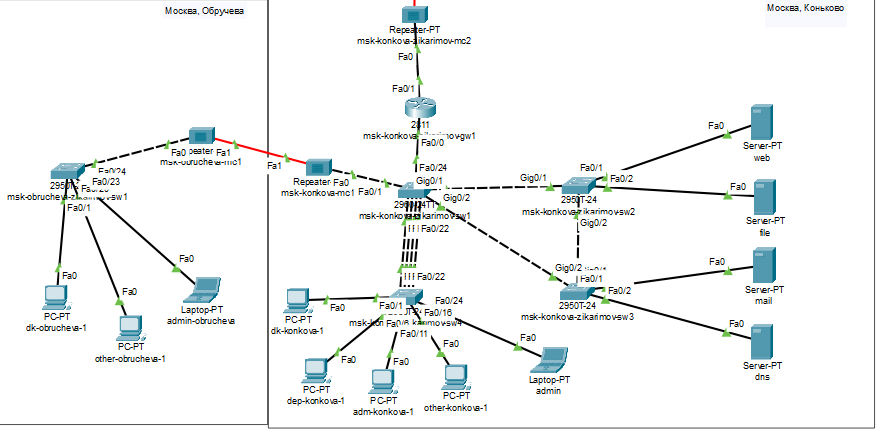 Москва, Обручева
Москва, Коньково
Repeater-PT
msk-konkova-zikarimov-mc2
Fa0
Fa0/1
2811
msk-konkova-zikarimov-gw1
Fa0/0
Fa0/24
Fa0
Fa1
msk-obrucheva-mc1
Fa1
Repeater
Fa0
msk-konkova-mc1
Fa0/1
Gig0/1
Gig0/2
msk-konkova-zikarimov-sw1
Fa0/24
Fa0/23
msk-obrucheva-zikarimov-sw1
Fa0/1
Gig0/1
Fa0/1
Fa0/2
2950T-24
msk-konkova-zikarimov-sw2
Gig0/2
Fa0
Server-PT
web
Fa0
Server-PT
file
Fa0/22
Fa0/22
Gig0/2
Fa0/1
Fa0/2
2950T-24
msk-konkova-zikarimov-sw3
Fa0
Server-PT
mail
Fa0
Server-PT
dns
Fa0
PC-PT
dk-obrucheva-1
Fa0
PC-PT
other-obrucheva-1
Fa0
Laptop-PT
admin-obrucheva
Fa0
PC-PT
dk-konkova-1
Fa0/1
Fa0/24
Fa0/16
Fa0/6
Fa0/11
Fa0
PC-PT
dep-konkova-1
Fa0
PC-PT
adm-konkova-1
Fa0
PC-PT
other-konkova-1
Fa0
Laptop-PT
admin